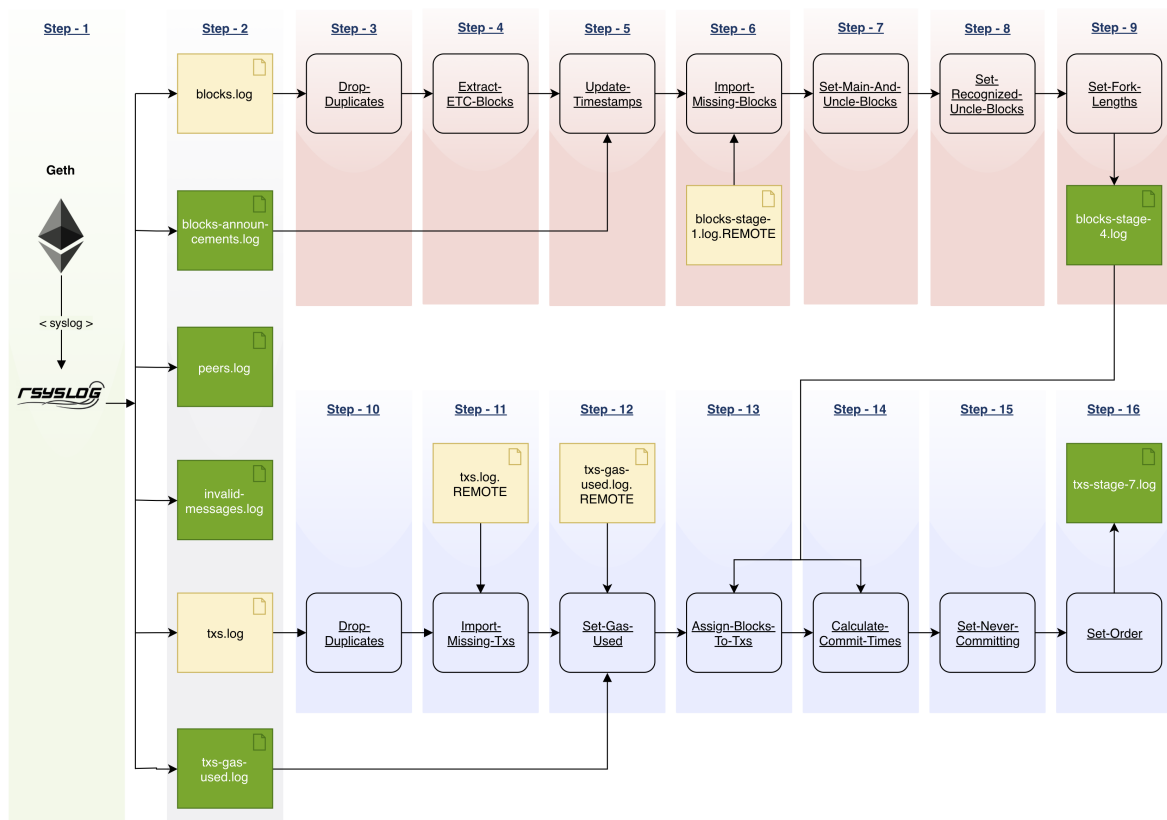 Step - 1
Step - 2
Step - 3
Step - 4
Step - 5
Step - 6
Step - 7
Step - 8
Step - 9
blocks.log
Drop-
Duplicates
Extract-
ETC-Blocks
Update-
Timestamps
Import-
Missing-Blocks
Set-Main-And-
Uncle-Blocks
Set-
Recognized-
Uncle-Blocks
Set-Fork-
Lengths
Geth
blocks-announ-
cements.log
blocks-stage-
1.log.REMOTE
blocks-stage-
4.log
< syslog >
rsyslog
peers.log
Step - 10
Step - 11
Step - 12
Step - 13
Step - 14
Step - 15
Step - 16
invalid-
messages.log
txs.log.
REMOTE
txs-gas-
used.log.
REMOTE
txs-stage-7.log
txs.log
Drop-
Duplicates
Import-
Missing-Txs
Set-Gas-
Used
Assign-Blocks-
To-Txs
Calculate-
Commit-Times
Set-Never-
Committing
Set-Order
txs-gas-
used.log